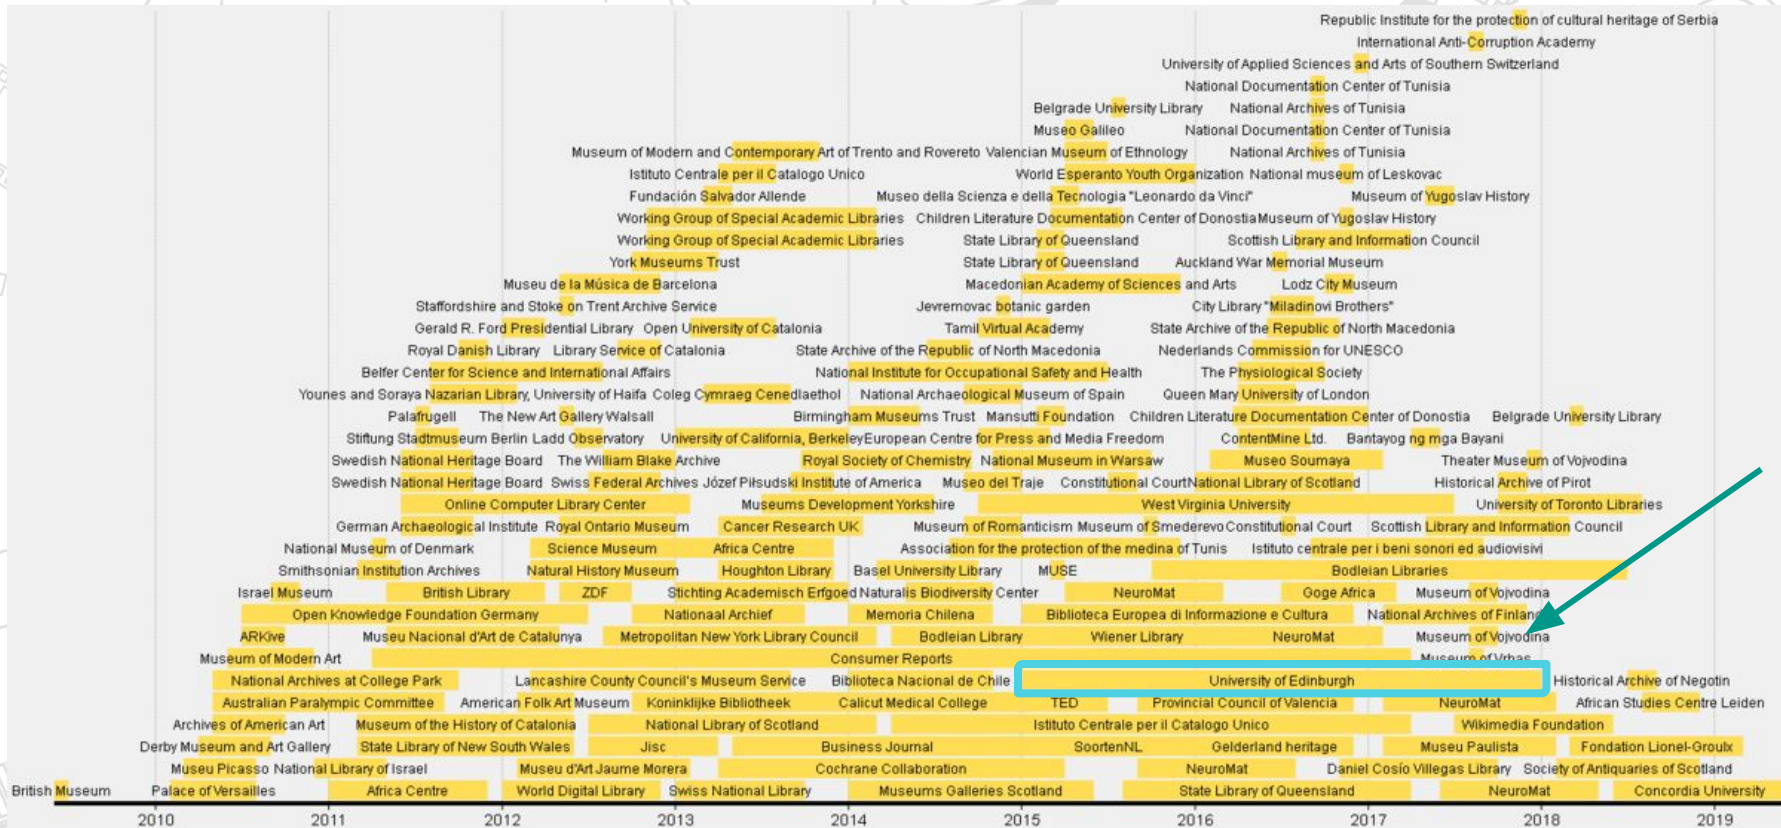 Republic Institute for the protection of cultural heritage of Serbia
International Anti-Corruption Academy
University of Applied Sciences and Arts of Southern Switzerland
National Documentation Center of Tunisia
Belgrade University Library National Archives of Tunisia
Museo Galileo National Documentation Center of Tunisia
Museum of Modern and Contemporary Art of Trento and Rovereto Valencian Museum of Ethnology National Archives of Tunisia
Istituto Centrale per il Catalogo Unico World Esperanto Youth Organization National museum of Leskovac
Fundación Salvador Allende Museo della Scienza e della Tecnologia "Leonardo da Vinci" Museum of Yugoslav History
Working Group of Special Academic Libraries Children Literature Documentation Center of Donostia Museum of Yugoslav History
Working Group of Special Academic Libraries State Library of Queensland Scottish Library and Information Council
York Museums Trust State Library of Queensland Auckland War Memorial Museum
Museu de la Música de Barcelona Macedonian Academy of Sciences and Arts Lodz City Museum
Staffordshire and Stoke on Trent Archive Service Jevremovac botanic garden City Library "Miladinovi Brothers"
Gerald R. Ford Presidential Library Open University of Catalonia Tamil Virtual Academy State Archive of the Republic of North Macedonia
Royal Danish Library Library Service of Catalonia State Archive of the Republic of North Macedonia Nederlands Commission for UNESCO
Belfer Center for Science and International Affairs National Institute for Occupational Safety and Health The Physiological Society
Younes and Soraya Nazarian Library, University of Haifa Coleg Cymraeg Cenedlaethol National Archaeological Museum of Spain Queen Mary University of London
Palafrugell The New Art Gallery Walsall Birmingham Museums Trust Mansutti Foundation Children Literature Documentation Center of Donostia Belgrade University Library
Stiftung Stadtmuseum Berlin Ladd Observatory University of California, Berkeley European Centre for Press and Media Freedom ContentMine Ltd. Bantayog ng mga Bayani
Swedish National Heritage Board The William Blake Archive Royal Society of Chemistry National Museum in Warsaw Museo Soumaya Theater Museum of Vojvodina
Swedish National Heritage Board Swiss Federal Archives Józef Piłsudski Institute of America Museo del Traje Constitutional Court National Library of Scotland Historical Archive of Pirot
Online Computer Library Center Museums Development Yorkshire West Virginia University University of Toronto Libraries
German Archaeological Institute Royal Ontario Museum Cancer Research UK Museum of Romanticism Museum of Smederevo Constitutional Court Scottish Library and Information Council
National Museum of Denmark Science Museum Africa Centre Association for the protection of the medina of Tunis Istituto centrale per i beni sonori ed audiovisivi
Smithsonian Institution Archives Natural History Museum Houghton Library Basel University Library MUSE Bodleian Libraries
Israel Museum British Library ZDF Stichting Academisch Erfgoed Naturalis Biodiversity Center NeuroMat Goge Africa Museum of Vojvodina
Open Knowledge Foundation Germany Nationaal Archief Memoria Chilena Biblioteca Europea di Informazione e Cultura National Archives of Finland
ARKive Museu Nacional d'Art de Catalunya Metropolitan New York Library Council Bodleian Library Wiener Library NeuroMat Museum of Vojvodina
Museum of Modern Art Consumer Reports Museum of Vrbas
National Archives at College Park Lancashire County Council's Museum Service Biblioteca Nacional de Chile University of Edinburgh Historical Archive of Negotin
Australian Paralympic Committee American Folk Art Museum Koninklijke Bibliotheek Calicut Medical College TED Provincial Council of Valencia NeuroMat African Studies Centre Leiden
Archives of American Art Museum of the History of Catalonia National Library of Scotland Istituto Centrale per il Catalogo Unico Wikimedia Foundation
Derby Museum and Art Gallery State Library of New South Wales Jisc Business Journal SoortenNL Gelderland heritage Museu Paulista Fondation Lionel-Groulx
Museu Picasso National Library of Israel Museu d'Art Jaume Morera Cochrane Collaboration NeuroMat Daniel Cosío Villegas Library Society of Antiquaries of Scotland
British Museum Palace of Versailles Africa Centre World Digital Library Swiss National Library Museums Galleries Scotland State Library of Queensland NeuroMat Concordia University
2010 2011 2012 2013 2014 2015 2016 2017 2018 2019